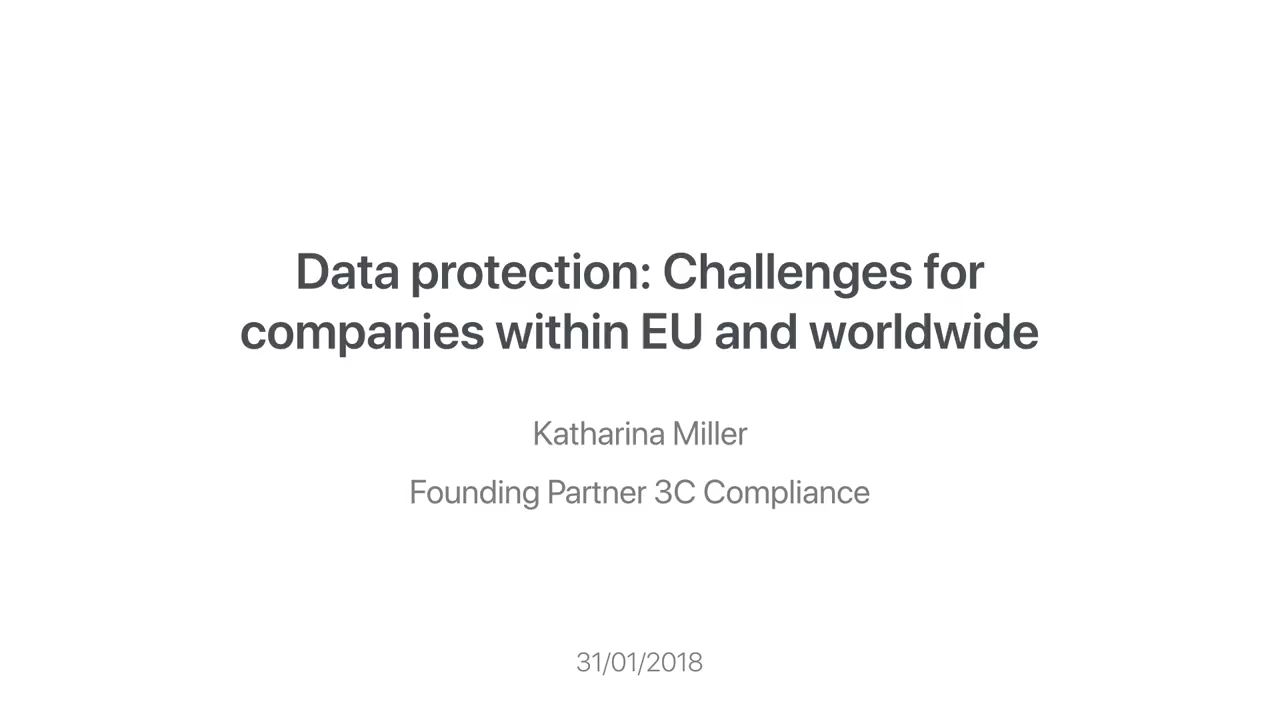 Data protection: Challenges for
companies within EU and worldwide
Katharina Miller
Founding Partner 3C Compliance
31/01/2018